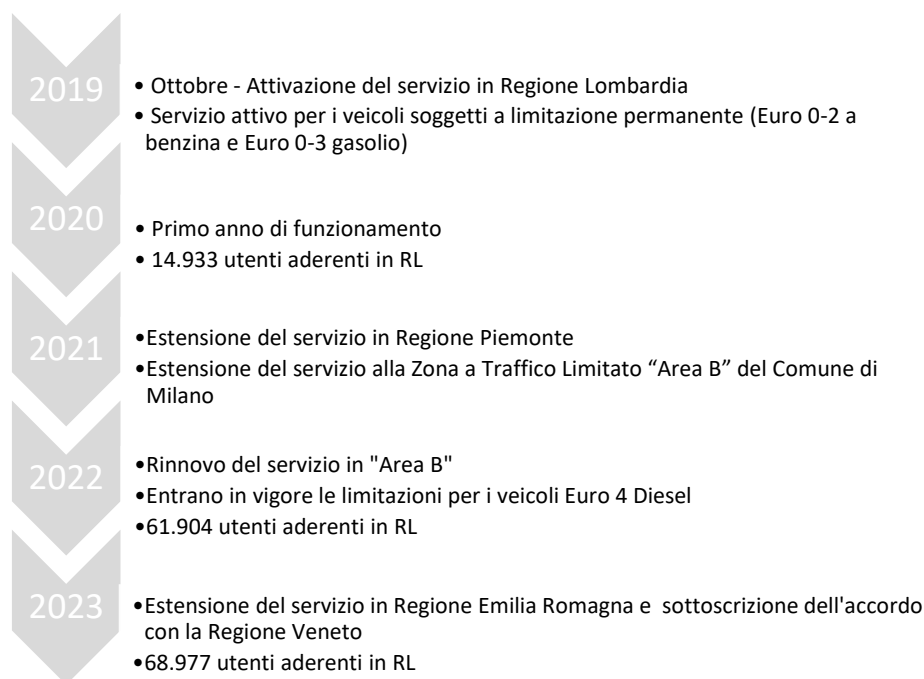 2019
• Ottobre - Attivazione del servizio in Regione Lombardia
• Servizio attivo per i veicoli soggetti a limitazione permanente (Euro 0-2 a
benzina e Euro 0-3 gasolio)
2020
• Primo anno di funzionamento
• 14.933 utenti aderenti in RL
2021
•Estensione del servizio in Regione Piemonte
•Estensione del servizio alla Zona a Traffico Limitato “Area B” del Comune di
Milano
2022
•Rinnovo del servizio in "Area B"
•Entrano in vigore le limitazioni per i veicoli Euro 4 Diesel
•61.904 utenti aderenti in RL
2023
•Estensione del servizio in Regione Emilia Romagna e sottoscrizione dell'accordo
con la Regione Veneto
•68.977 utenti aderenti in RL